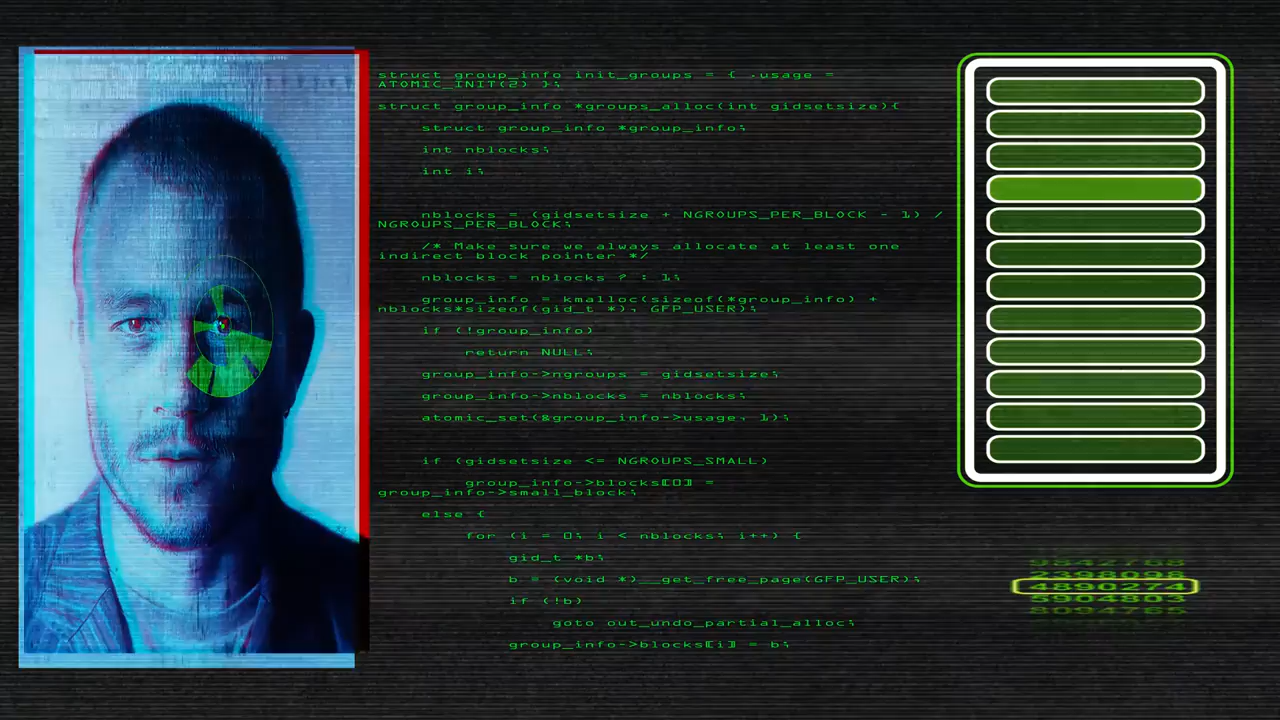 struct group_info init_groups = { .usage =
ATOMIC_INIT(2) };
struct group_info *groups_alloc(int gidsetsize){
struct group_info *group_info;
int nblocks;
int i;
nblocks = (gidsetsize + NGROUPS_PER_BLOCK - 1) /
NGROUPS_PER_BLOCK;
/* Make sure we always allocate at least one
indirect block pointer */
nblocks = nblocks ? : 1;
group_info = kmalloc(sizeof(*group_info) +
nblocks*sizeof(gid_t *), GFP_USER);
if (!group_info)
return NULL;
group_info->ngroups = gidsetsize;
group_info->nblocks = nblocks;
atomic_set(&group_info->usage, 1);
if (gidsetsize <= NGROUPS_SMALL)
group_info->blocks[0] =
group_info->small_block;
else {
for (i = 0; i < nblocks; i++) {
gid_t *b;
b = (void *)__get_free_page(GFP_USER);
if (!b)
goto out_undo_partial_alloc;
group_info->blocks[i] = b;
9842768
2398098
4890274
5904803
8094765